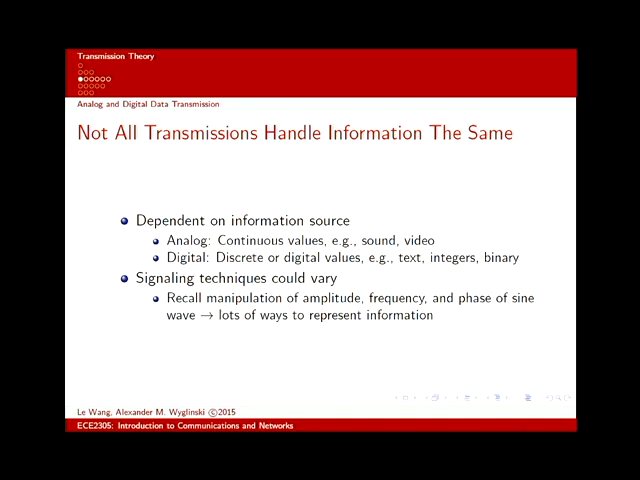 Transmission Theory
Analog and Digital Data Transmission
Not All Transmissions Handle Information The Same
Dependent on information source
Analog: Continuous values, e.g., sound, video
Digital: Discrete or digital values, e.g., text, integers, binary
Signaling techniques could vary
Recall manipulation of amplitude, frequency, and phase of sine
wave → lots of ways to represent information
Le Wang, Alexander M. Wyglinski ©2015
ECE2305: Introduction to Communications and Networks